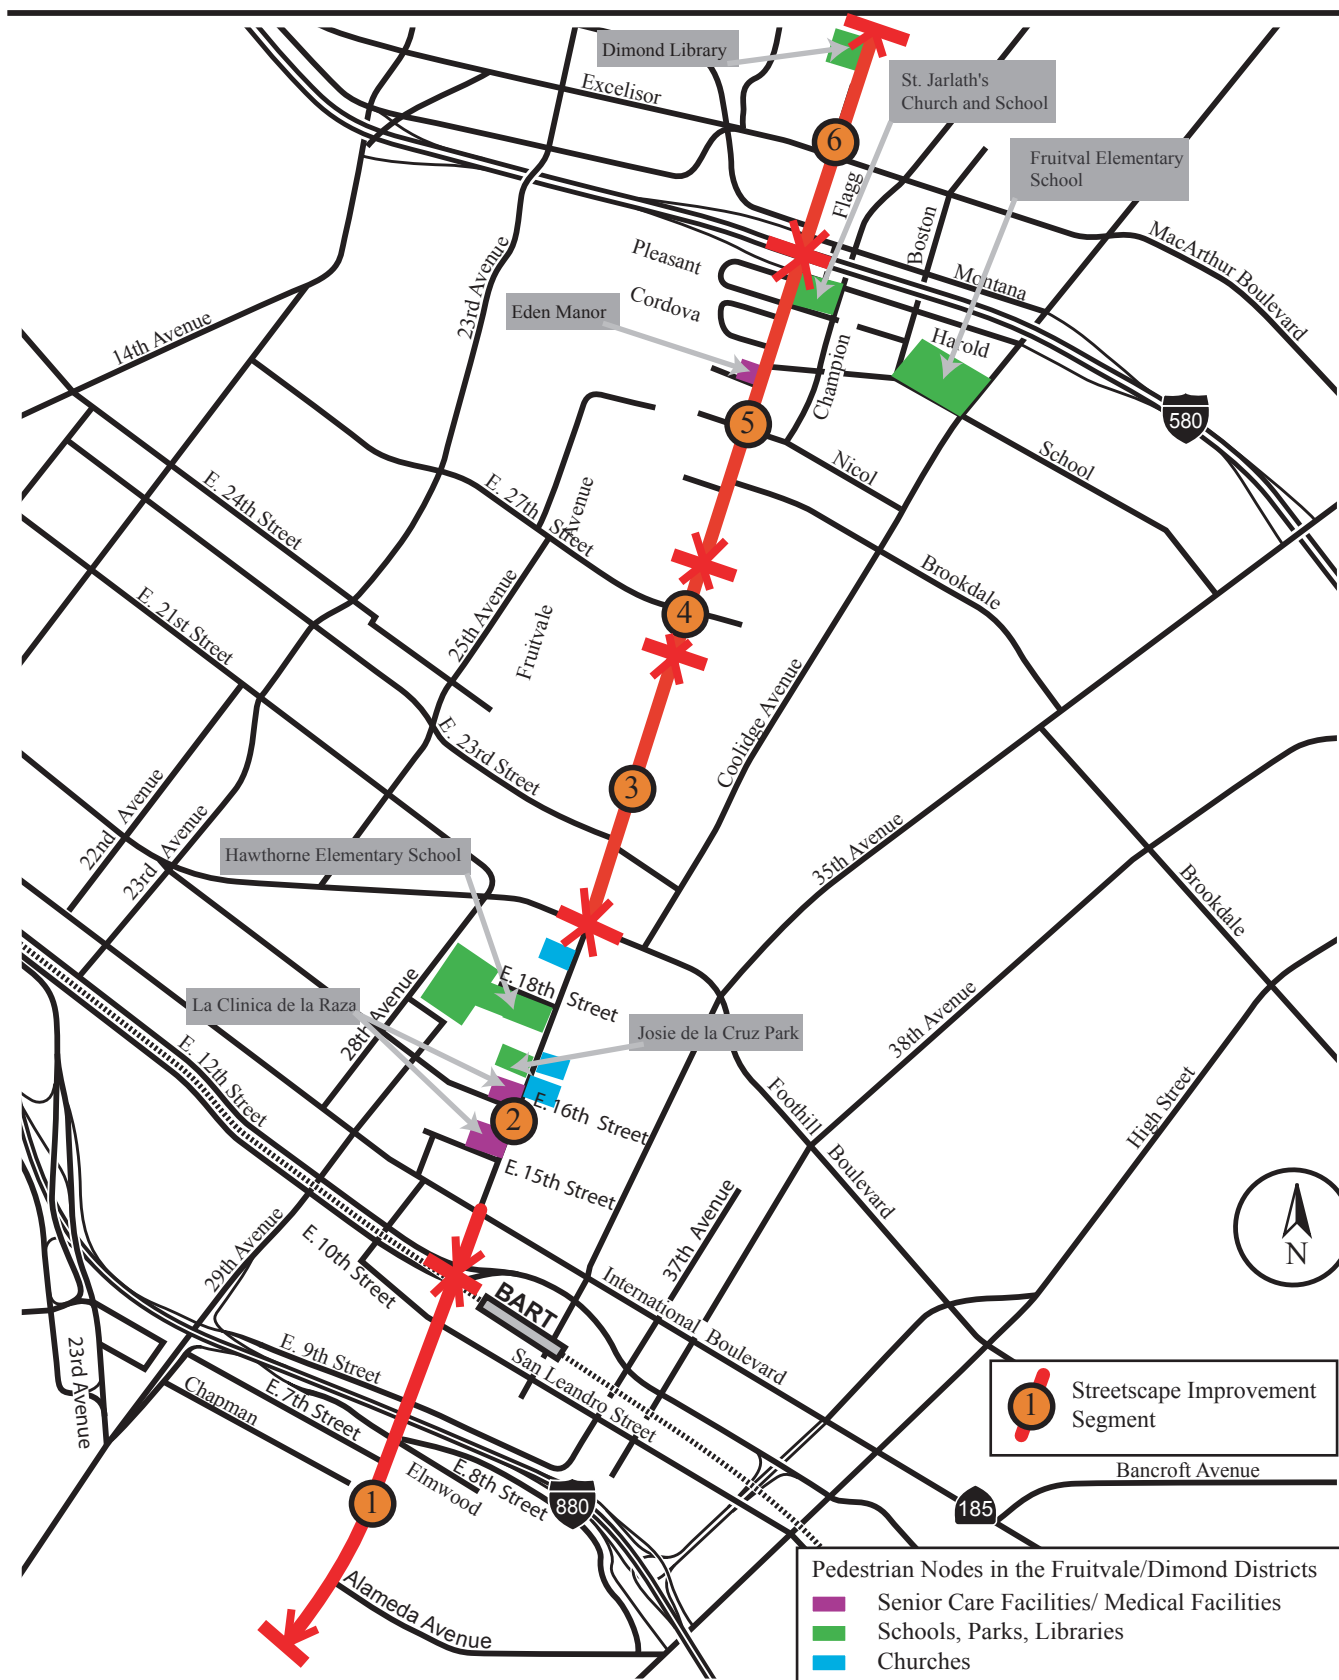 Dimond Library
St. Jarlath's
Church and School
Excelisor
6
Fruitval Elementary
School
Flagg
Boston
MacArthur Boulevard
Pleasant
Montana
23rd Avenue
Cordova
Eden Manor
14th Avenue
Harold
Champion
580
5
Nicol
School
E. 24th Street
E. 27th Street
Avenue
Brookdale
E. 21st Street
25th Avenue
4
Fruitvale
Coolidge Avenue
E. 23rd Street
3
22nd Avenue
23rd Avenue
35th Avenue
Hawthorne Elementary School
Brookdale
E. 18th Street
La Clinica de la Raza
28th Avenue
Josie de la Cruz Park
38th Avenue
E. 12th Street
Foothill Boulevard
High Street
E. 16th Street
2
E. 15th Street
37th Avenue
29th Avenue
E. 10th Street
N
BART
International Boulevard
23rd Avenue
E. 9th Street
San Leandro Street
E. 7th Street
Chapman
1
Streetscape Improvement
Segment
Elmwood
E. 8th Street
Bancroft Avenue
1
880
185
Alameda Avenue
Pedestrian Nodes in the Fruitvale/Dimond Districts
Senior Care Facilities/ Medical Facilities
Schools, Parks, Libraries
Churches